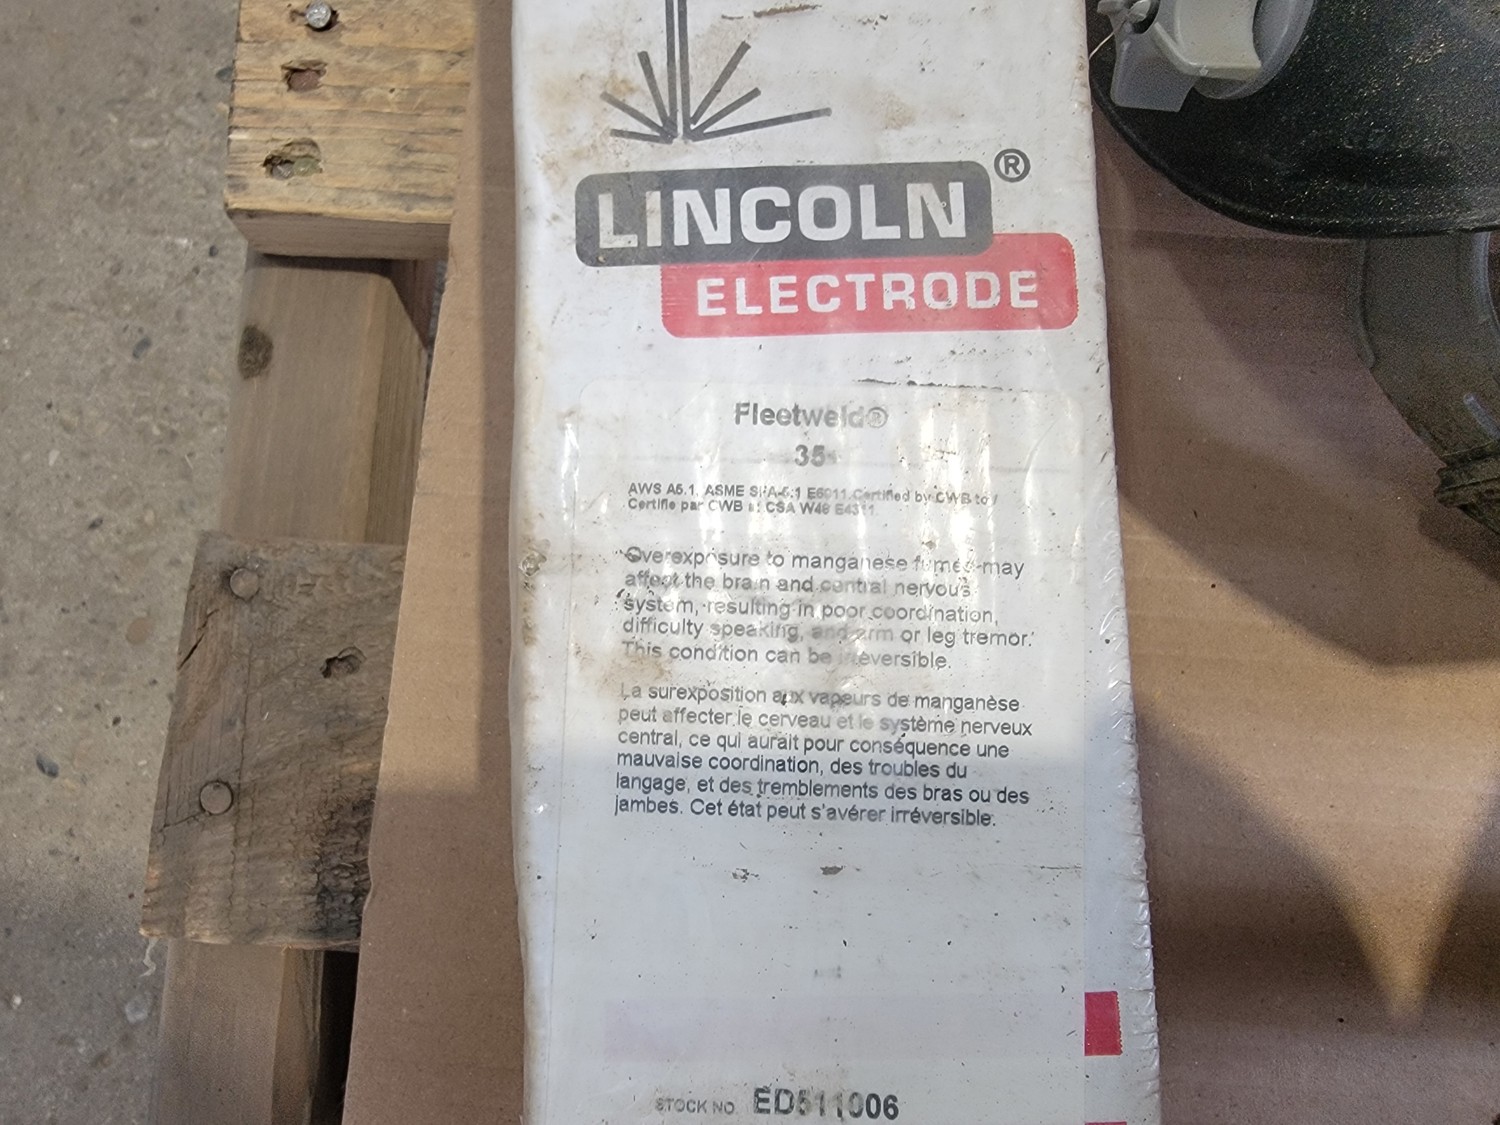 LINCOLN ®
ELECTRODE
Fleetweld®
35
AWS A5.1, ASME SFA-5.1 E6011 Certified by CWB to /
Certifie par CWB a: CSA W48 E4311
Overexposure to manganese fumes may
affect the brain and central nervous
system, resulting in poor coordination,
difficulty speaking, and arm or leg tremor.
This condition can be irreversible.
La surexposition aux vapeurs de manganèse
peut affecter le cerveau et le système nerveux
central, ce qui aurait pour conséquence une
mauvaise coordination, des troubles du
langage, et des tremblements des bras ou des
jambes. Cet état peut s'avérer irréversible.
STOCK NO. ED511006